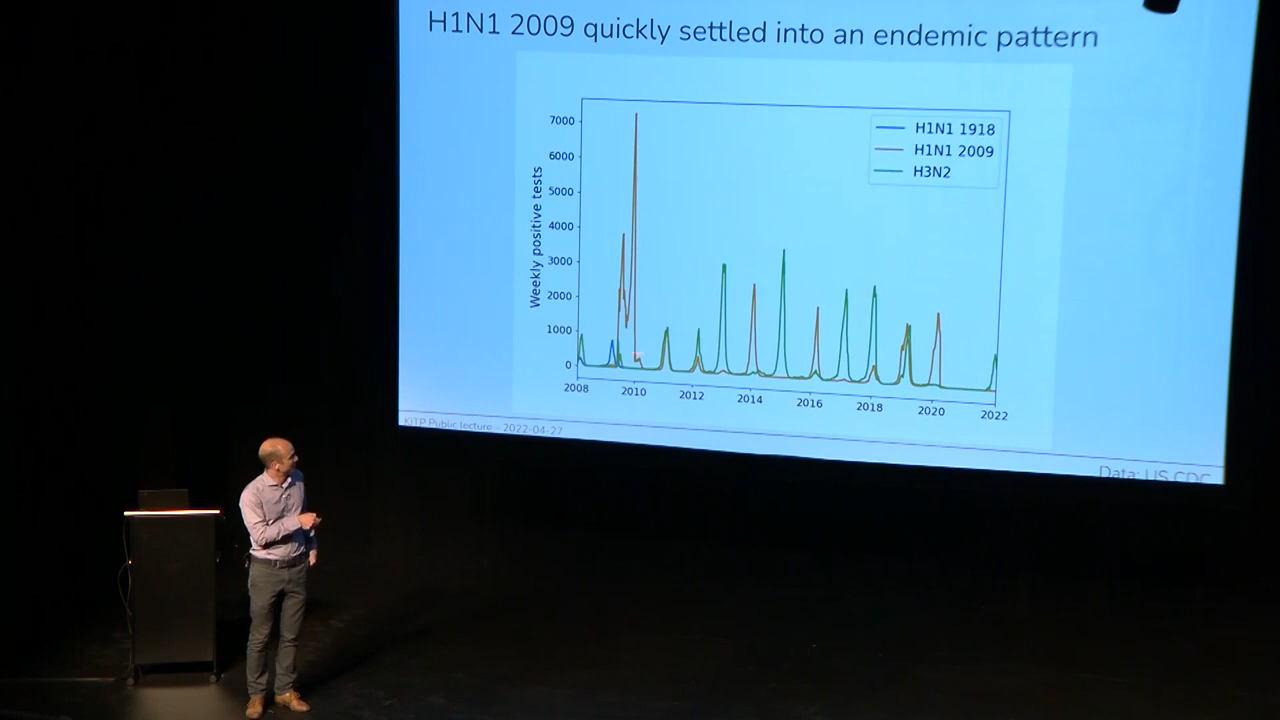 H1N1 2009 quickly settled into an endemic pattern
H1N1 1918
H1N1 2009
H3N2
Weekly positive tests
7000
6000
5000
4000
3000
2000
1000
0
2008 2010 2012 2014 2016 2018 2020 2022
KITP Public lecture - 2022-04-27
Data: US CDC